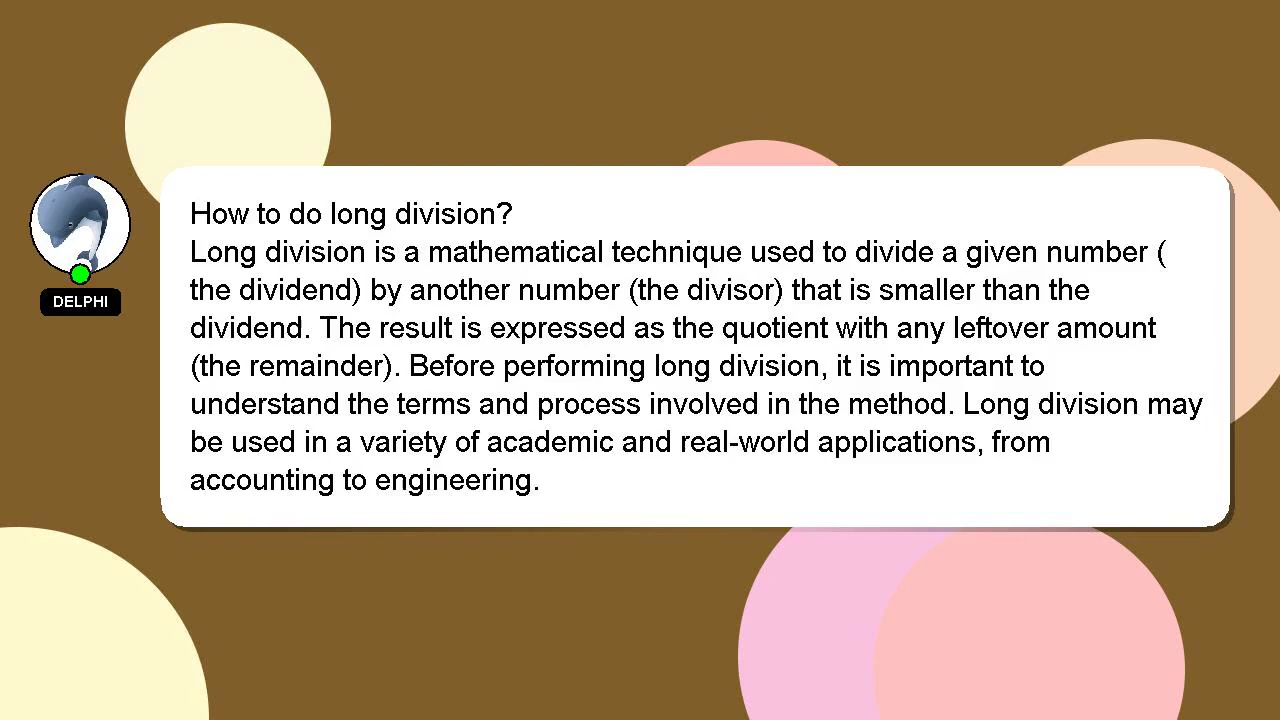 DELPHI
How to do long division?
Long division is a mathematical technique used to divide a given number (
the dividend) by another number (the divisor) that is smaller than the
dividend. The result is expressed as the quotient with any leftover amount
(the remainder). Before performing long division, it is important to
understand the terms and process involved in the method. Long division may
be used in a variety of academic and real-world applications, from
accounting to engineering.